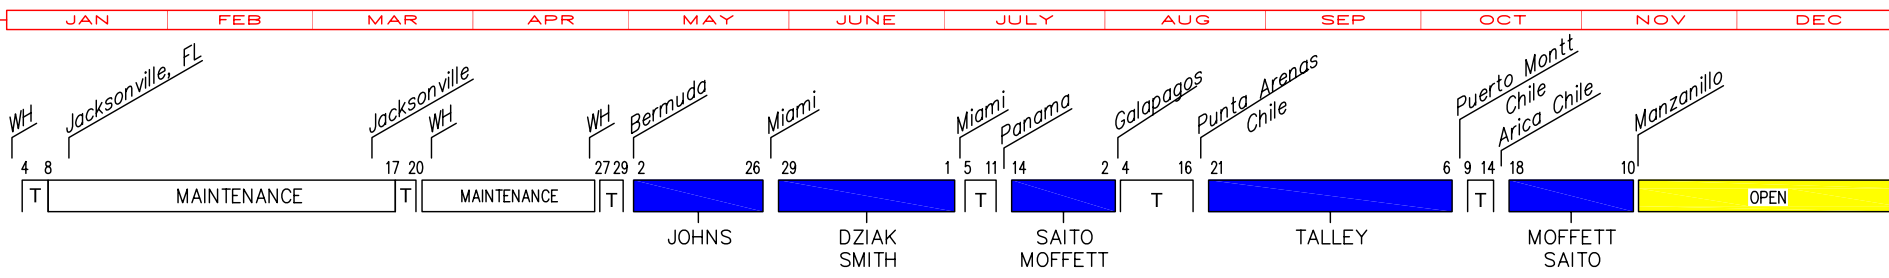 JAN FEB MAR APR MAY JUNE JULY AUG SEP OCT NOV DEC
WH
Jacksonville, FL
Jacksonville
WH
WH
Bermuda
Miami
Miami
Panama
Galapagos
Punta Arenas
Chile
Puerto Montt
Chile
Arica Chile
Manzanillo
4 8 17 20 27 29 2 26 29 1 5 11 14 2 4 16 21 6 9 14 18 10
T MAINTENANCE T MAINTENANCE T T T T OPEN
JOHNS DZIAK SAITO TALLEY MOFFETT
SMITH MOFFETT SAITO